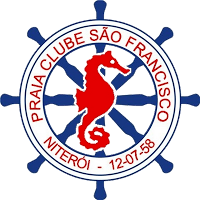 PRAIA CLUBE SÃO FRANCISCO
NITERÓI - 12-07-58